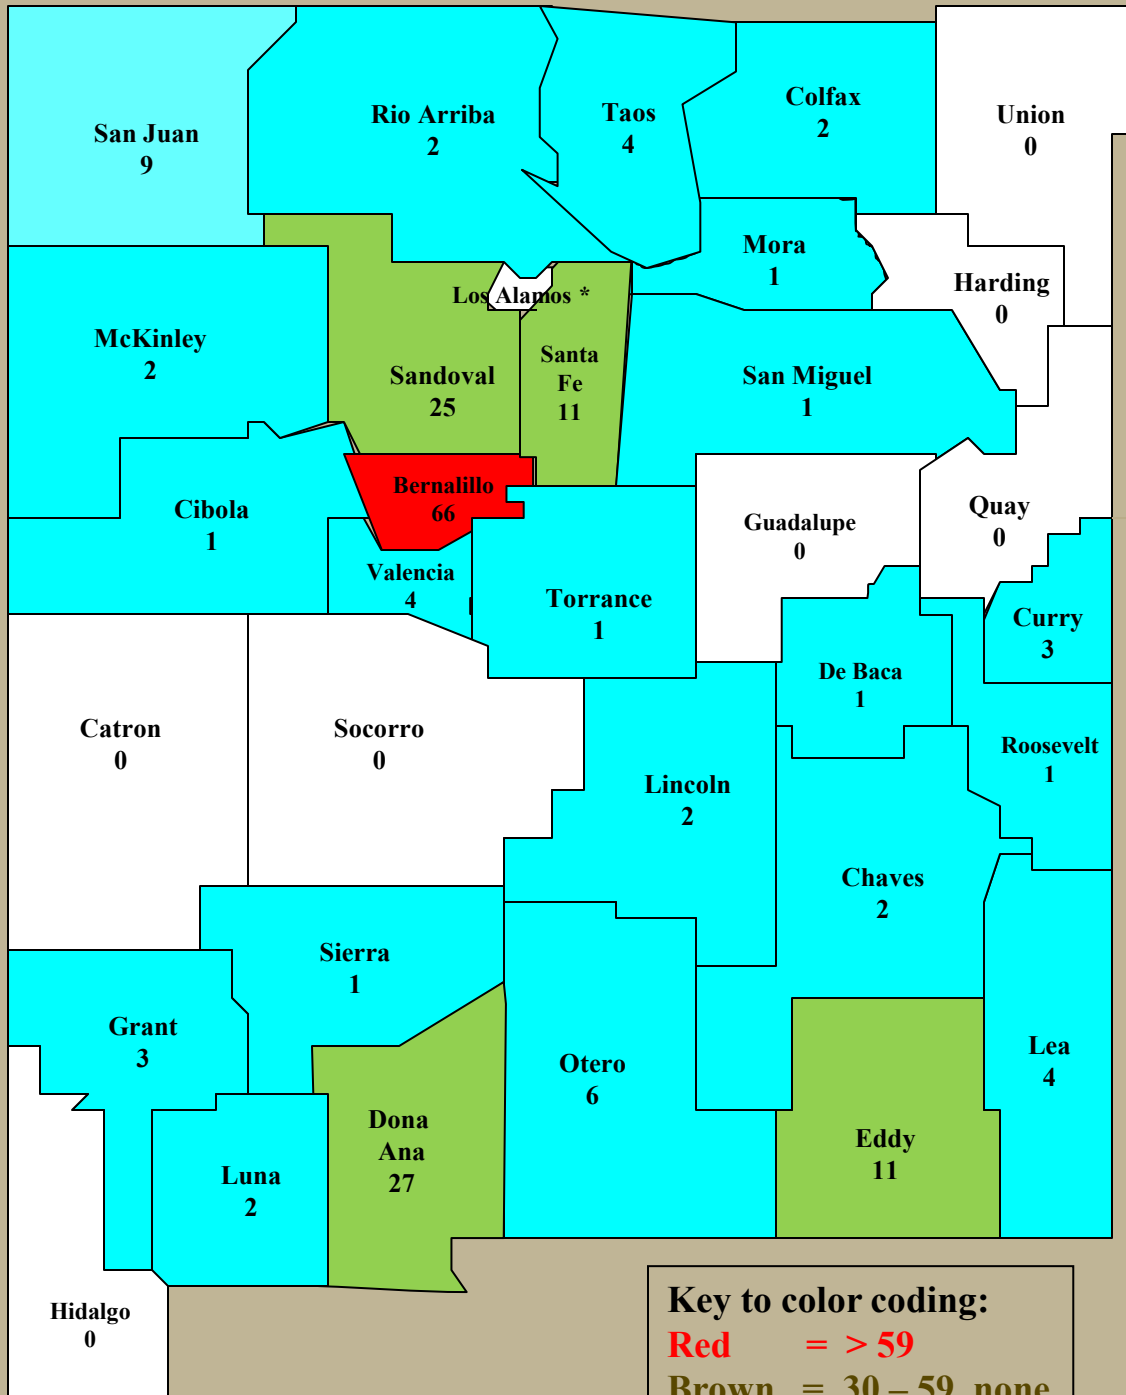 San Juan
9
Rio Arriba
2
Taos
4
Colfax
2
Union
0
Mora
1
Harding
0
Los Alamos *
McKinley
2
Sandoval
25
Santa
Fe
11
San Miguel
1
Bernalillo
66
Cibola
1
Guadalupe
0
Quay
0
Valencia
4
Torrance
1
Curry
3
De Baca
1
Catron
0
Socorro
0
Roosevelt
1
Lincoln
2
Chaves
2
Sierra
1
Grant
3
Otero
6
Lea
4
Dona
Ana
27
Eddy
11
Luna
2
Hidalgo
0
Key to color coding:
Red = > 59
Brown = 30 – 59 none